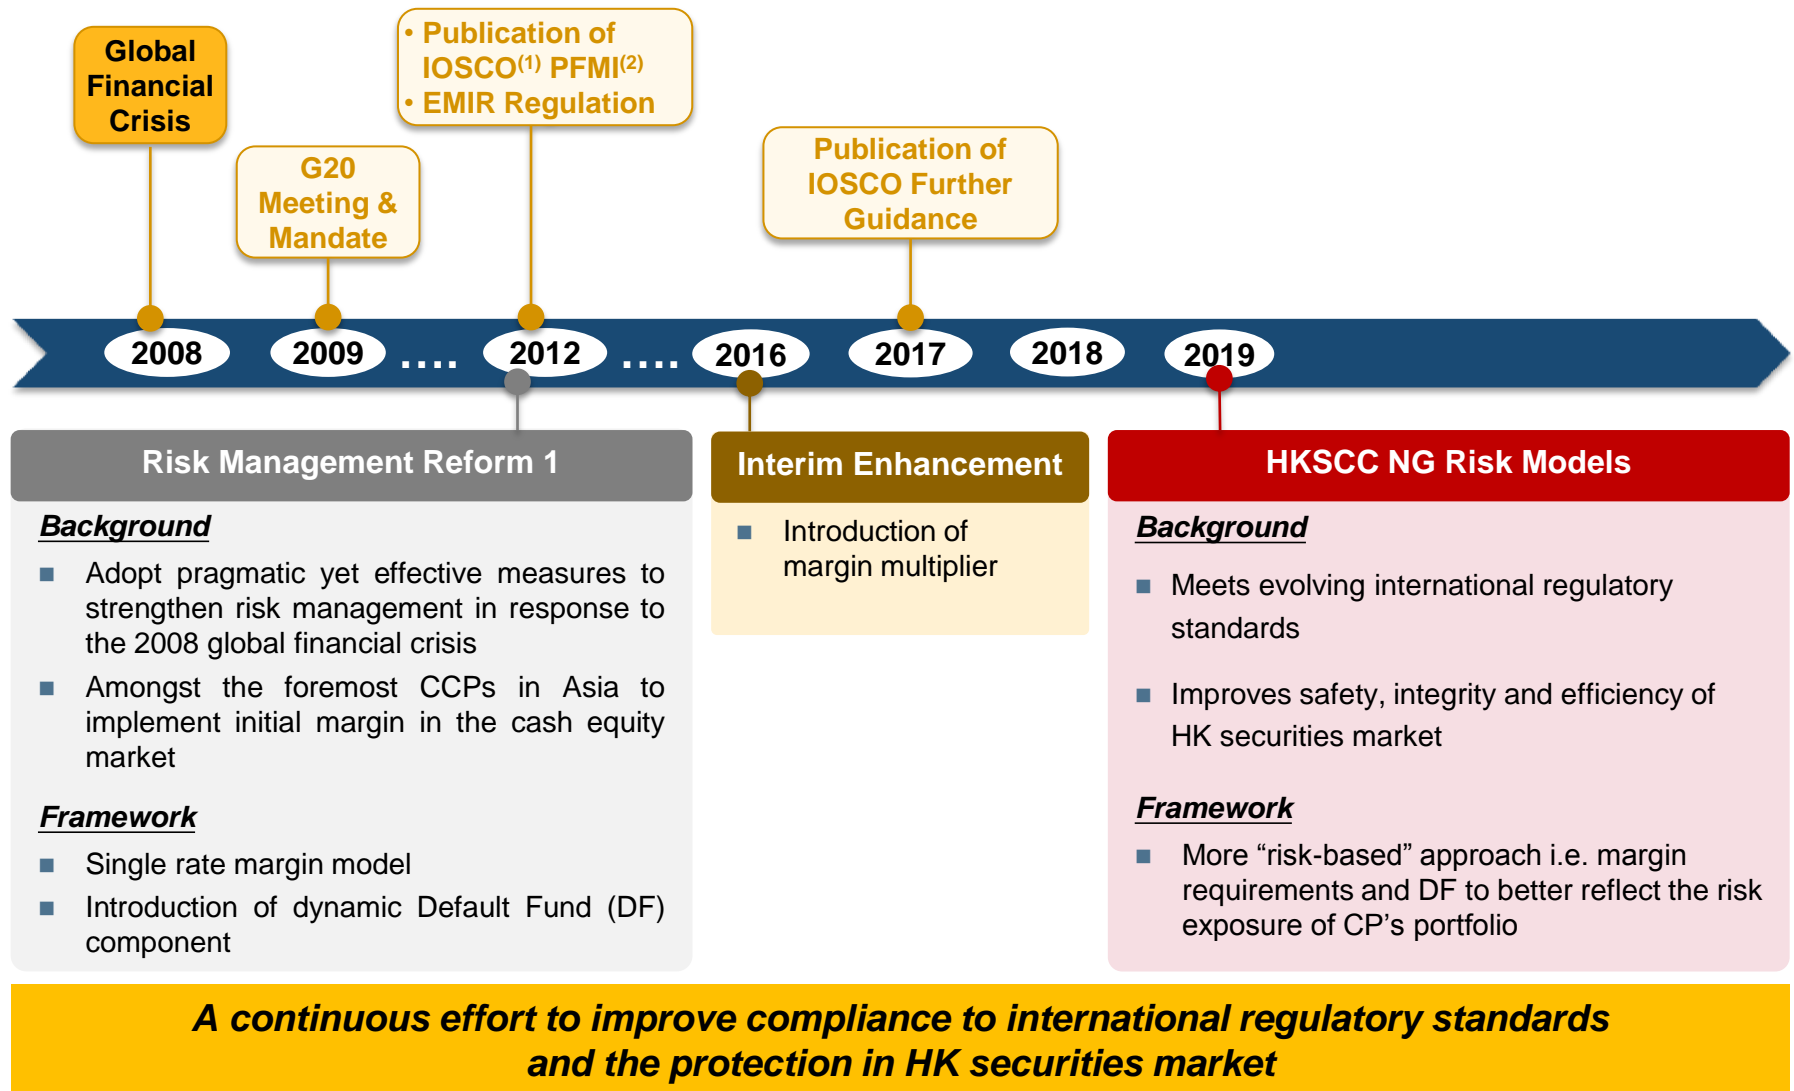 Global
Financial
Crisis
G20
Meeting &
Mandate
• Publication of
IOSCO(1) PFMI(2)
• EMIR Regulation
Publication of
IOSCO Further
Guidance
2008
2009
....
2012
....
2016
2017
2018
2019
Risk Management Reform 1
Background
Adopt pragmatic yet effective measures to
strengthen risk management in response to
the 2008 global financial crisis
Amongst the foremost CCPs in Asia to
implement initial margin in the cash equity
market
Framework
Single rate margin model
Introduction of dynamic Default Fund (DF)
component
Interim Enhancement
Introduction of
margin multiplier
HKSCC NG Risk Models
Background
Meets evolving international regulatory
standards
Improves safety, integrity and efficiency of
HK securities market
Framework
More “risk-based” approach i.e. margin
requirements and DF to better reflect the risk
exposure of CP’s portfolio
A continuous effort to improve compliance to international regulatory standards
and the protection in HK securities market